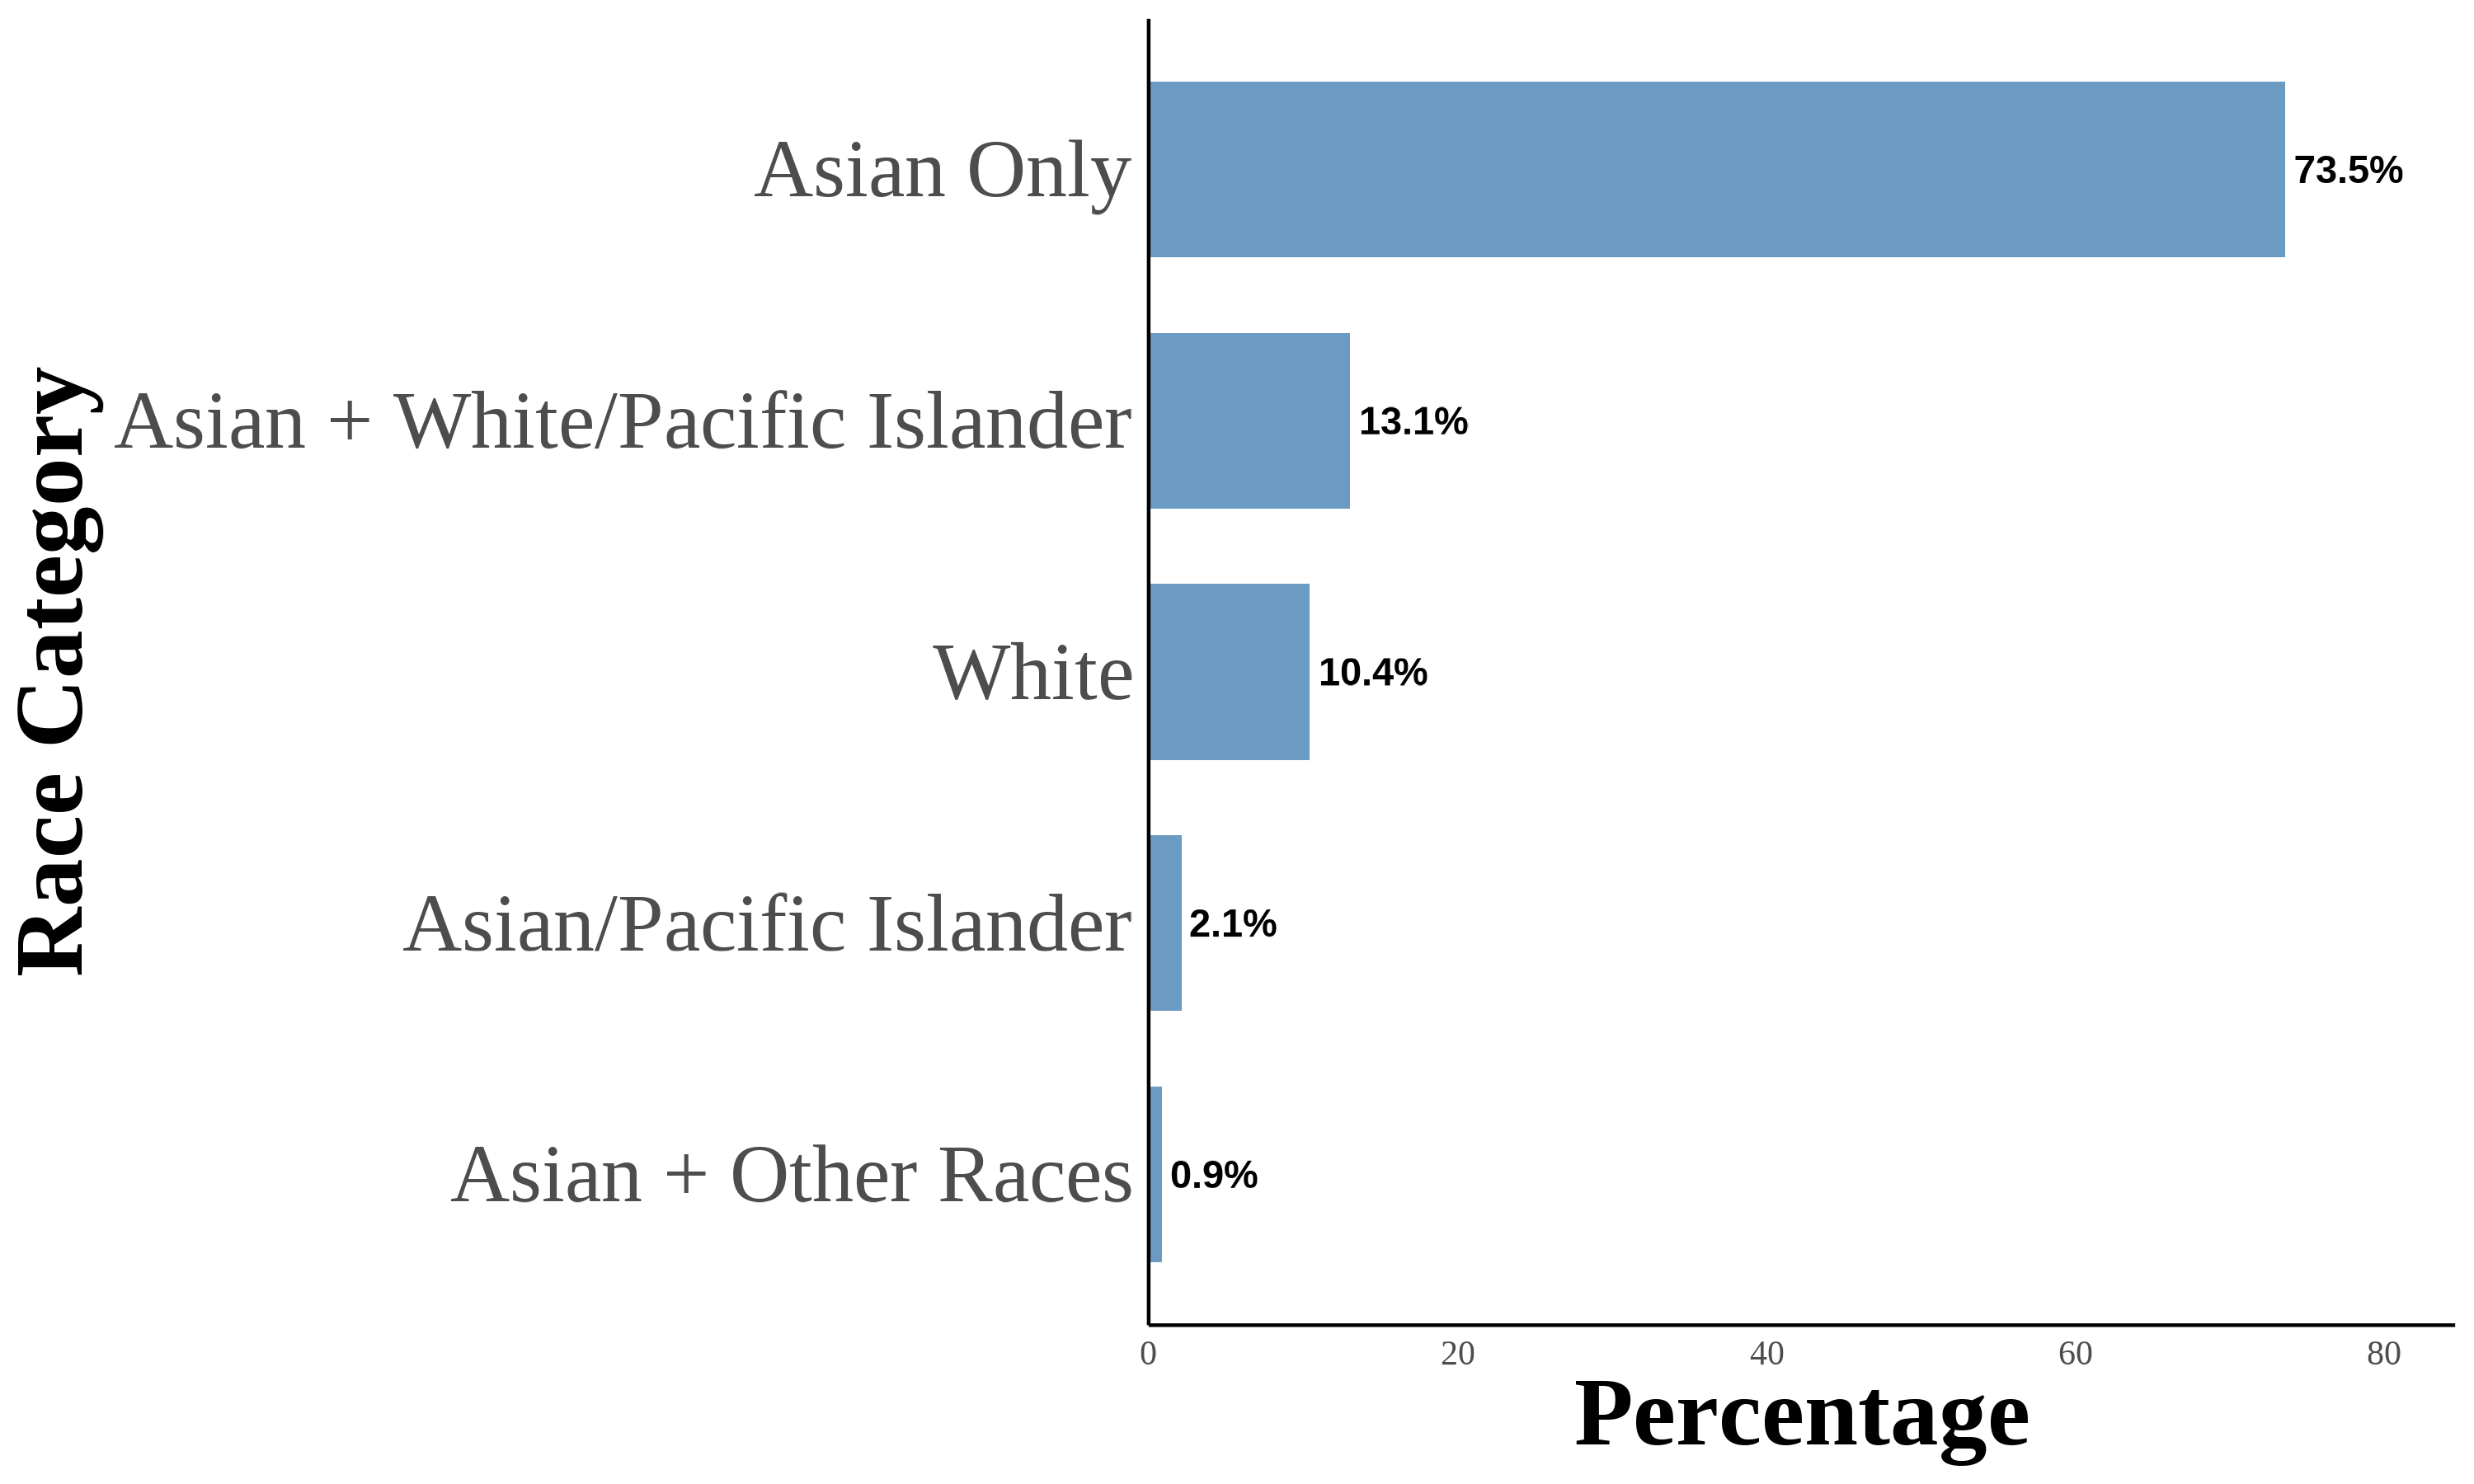 Race Category
Asian Only
73.5%
Asian + White/Pacific Islander
13.1%
White
10.4%
Asian/Pacific Islander
2.1%
Asian + Other Races
0.9%
0 20 40 60 80
Percentage